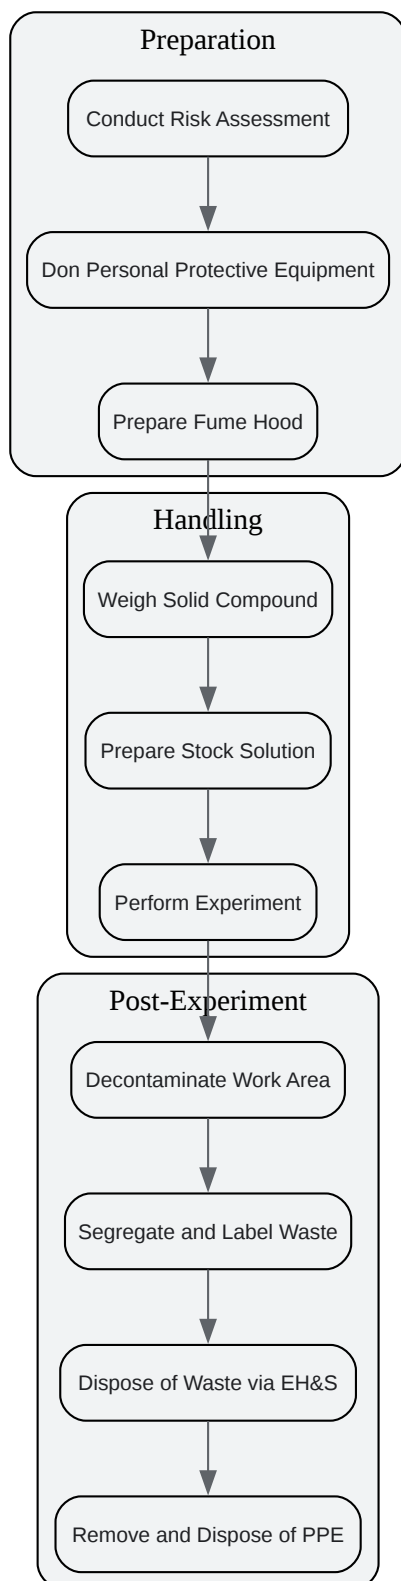 Preparation
Conduct Risk Assessment
Don Personal Protective Equipment
Prepare Fume Hood
Handling
Weigh Solid Compound
Prepare Stock Solution
Perform Experiment
Post-Experiment
Decontaminate Work Area
Segregate and Label Waste
Dispose of Waste via EH&S
Remove and Dispose of PPE